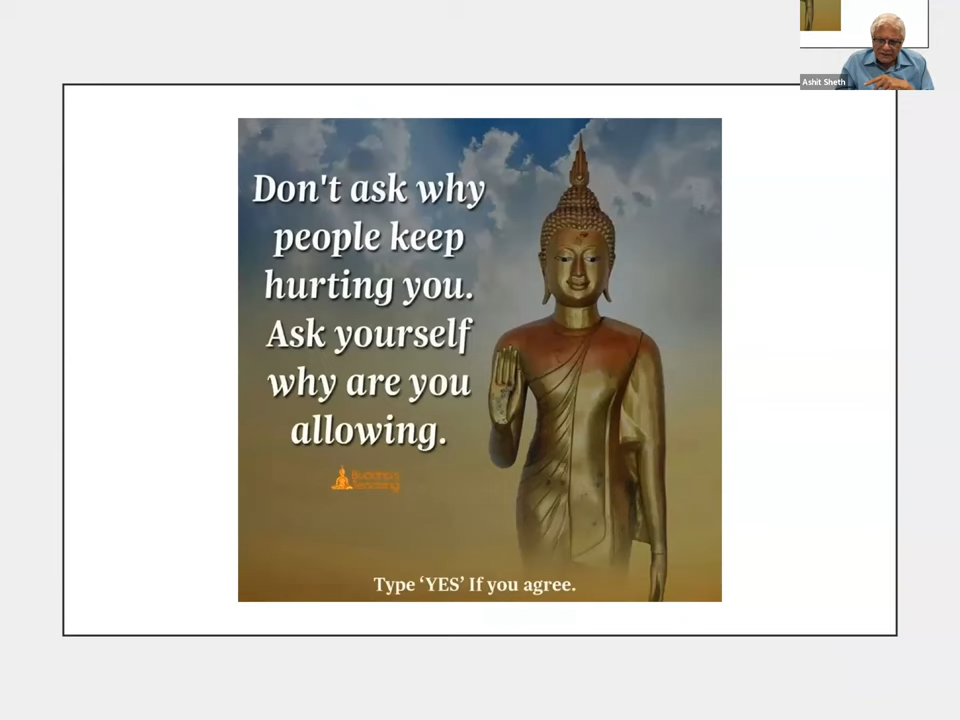 Ashit Sheth
Don't ask why
people keep
hurting you.
Ask yourself
why are you
allowing.
Type ‘YES’ If you agree.